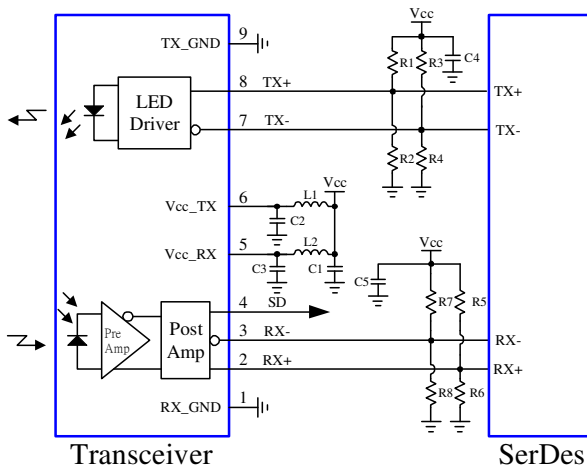 Vcc
TX_GND 9
R1 R3 C4
8 TX+ TX+
LED
Driver
7 TX- TX-
R2 R4
Vcc
Vcc_TX 6 L1
C2
Vcc_RX 5 L2
C3 C1
Vcc
C5 R7 R5
4 SD
Pre
Amp
Post
Amp
3 RX- RX-
2 RX+ RX+
R8 R6
RX_GND 1
Transceiver SerDes